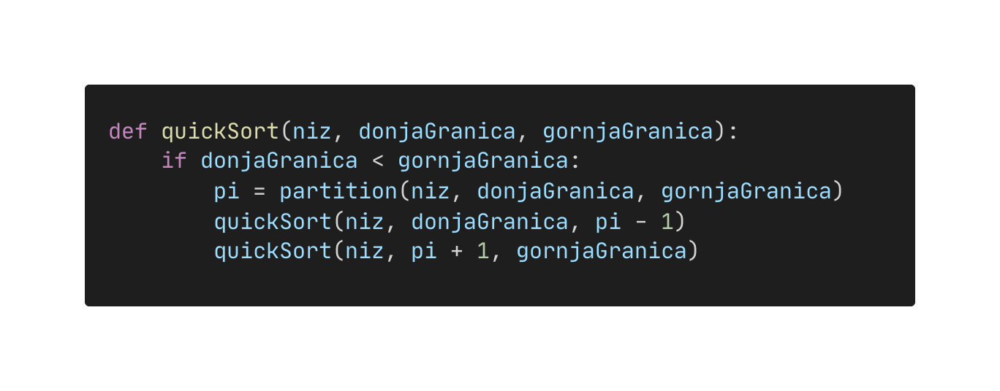 def quickSort(niz, donjaGranica, gornjaGranica):
    if donjaGranica < gornjaGranica:
        pi = partition(niz, donjaGranica, gornjaGranica)
        quickSort(niz, donjaGranica, pi - 1)
        quickSort(niz, pi + 1, gornjaGranica)